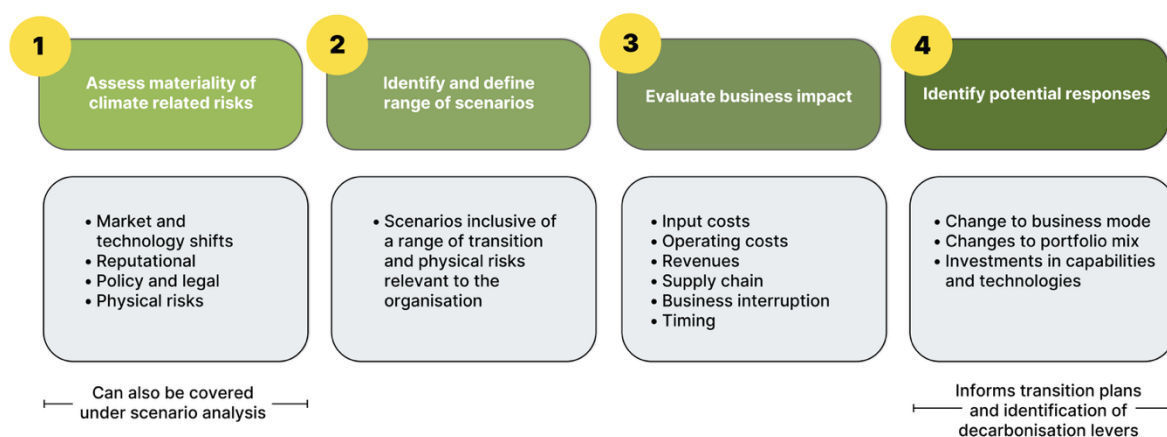 1
Assess materiality of
climate related risks
2
Identify and define
range of scenarios
3
Evaluate business impact
4
Identify potential responses
• Market and
technology shifts
• Reputational
• Policy and legal
• Physical risks
• Scenarios inclusive of
a range of transition
and physical risks
relevant to the
organisation
• Input costs
• Operating costs
• Revenues
• Supply chain
• Business interruption
• Timing
• Change to business mode
• Changes to portfolio mix
• Investments in capabilities
and technologies
Can also be covered
under scenario analysis
Informs transition plans
and identification of
decarbonisation levers